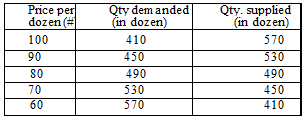 Price per dozen (# Qty demanded (in dozen) Qty. supplied (in dozen)
100 410 570
90 450 530
80 490 490
70 530 450
60 570 410